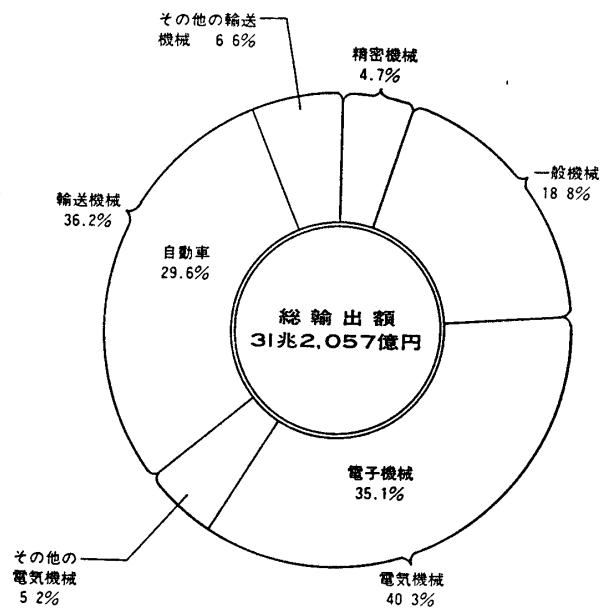 その他の輸送
機械 6 6%
精密機械
4.7%
一般機械
18 8%
輸送機械
36.2%
自動車
29.6%
総輸出額
31兆2,057億円
電子機械
35.1%
その他の
電気機械
5 2%
電気機械
40 3%